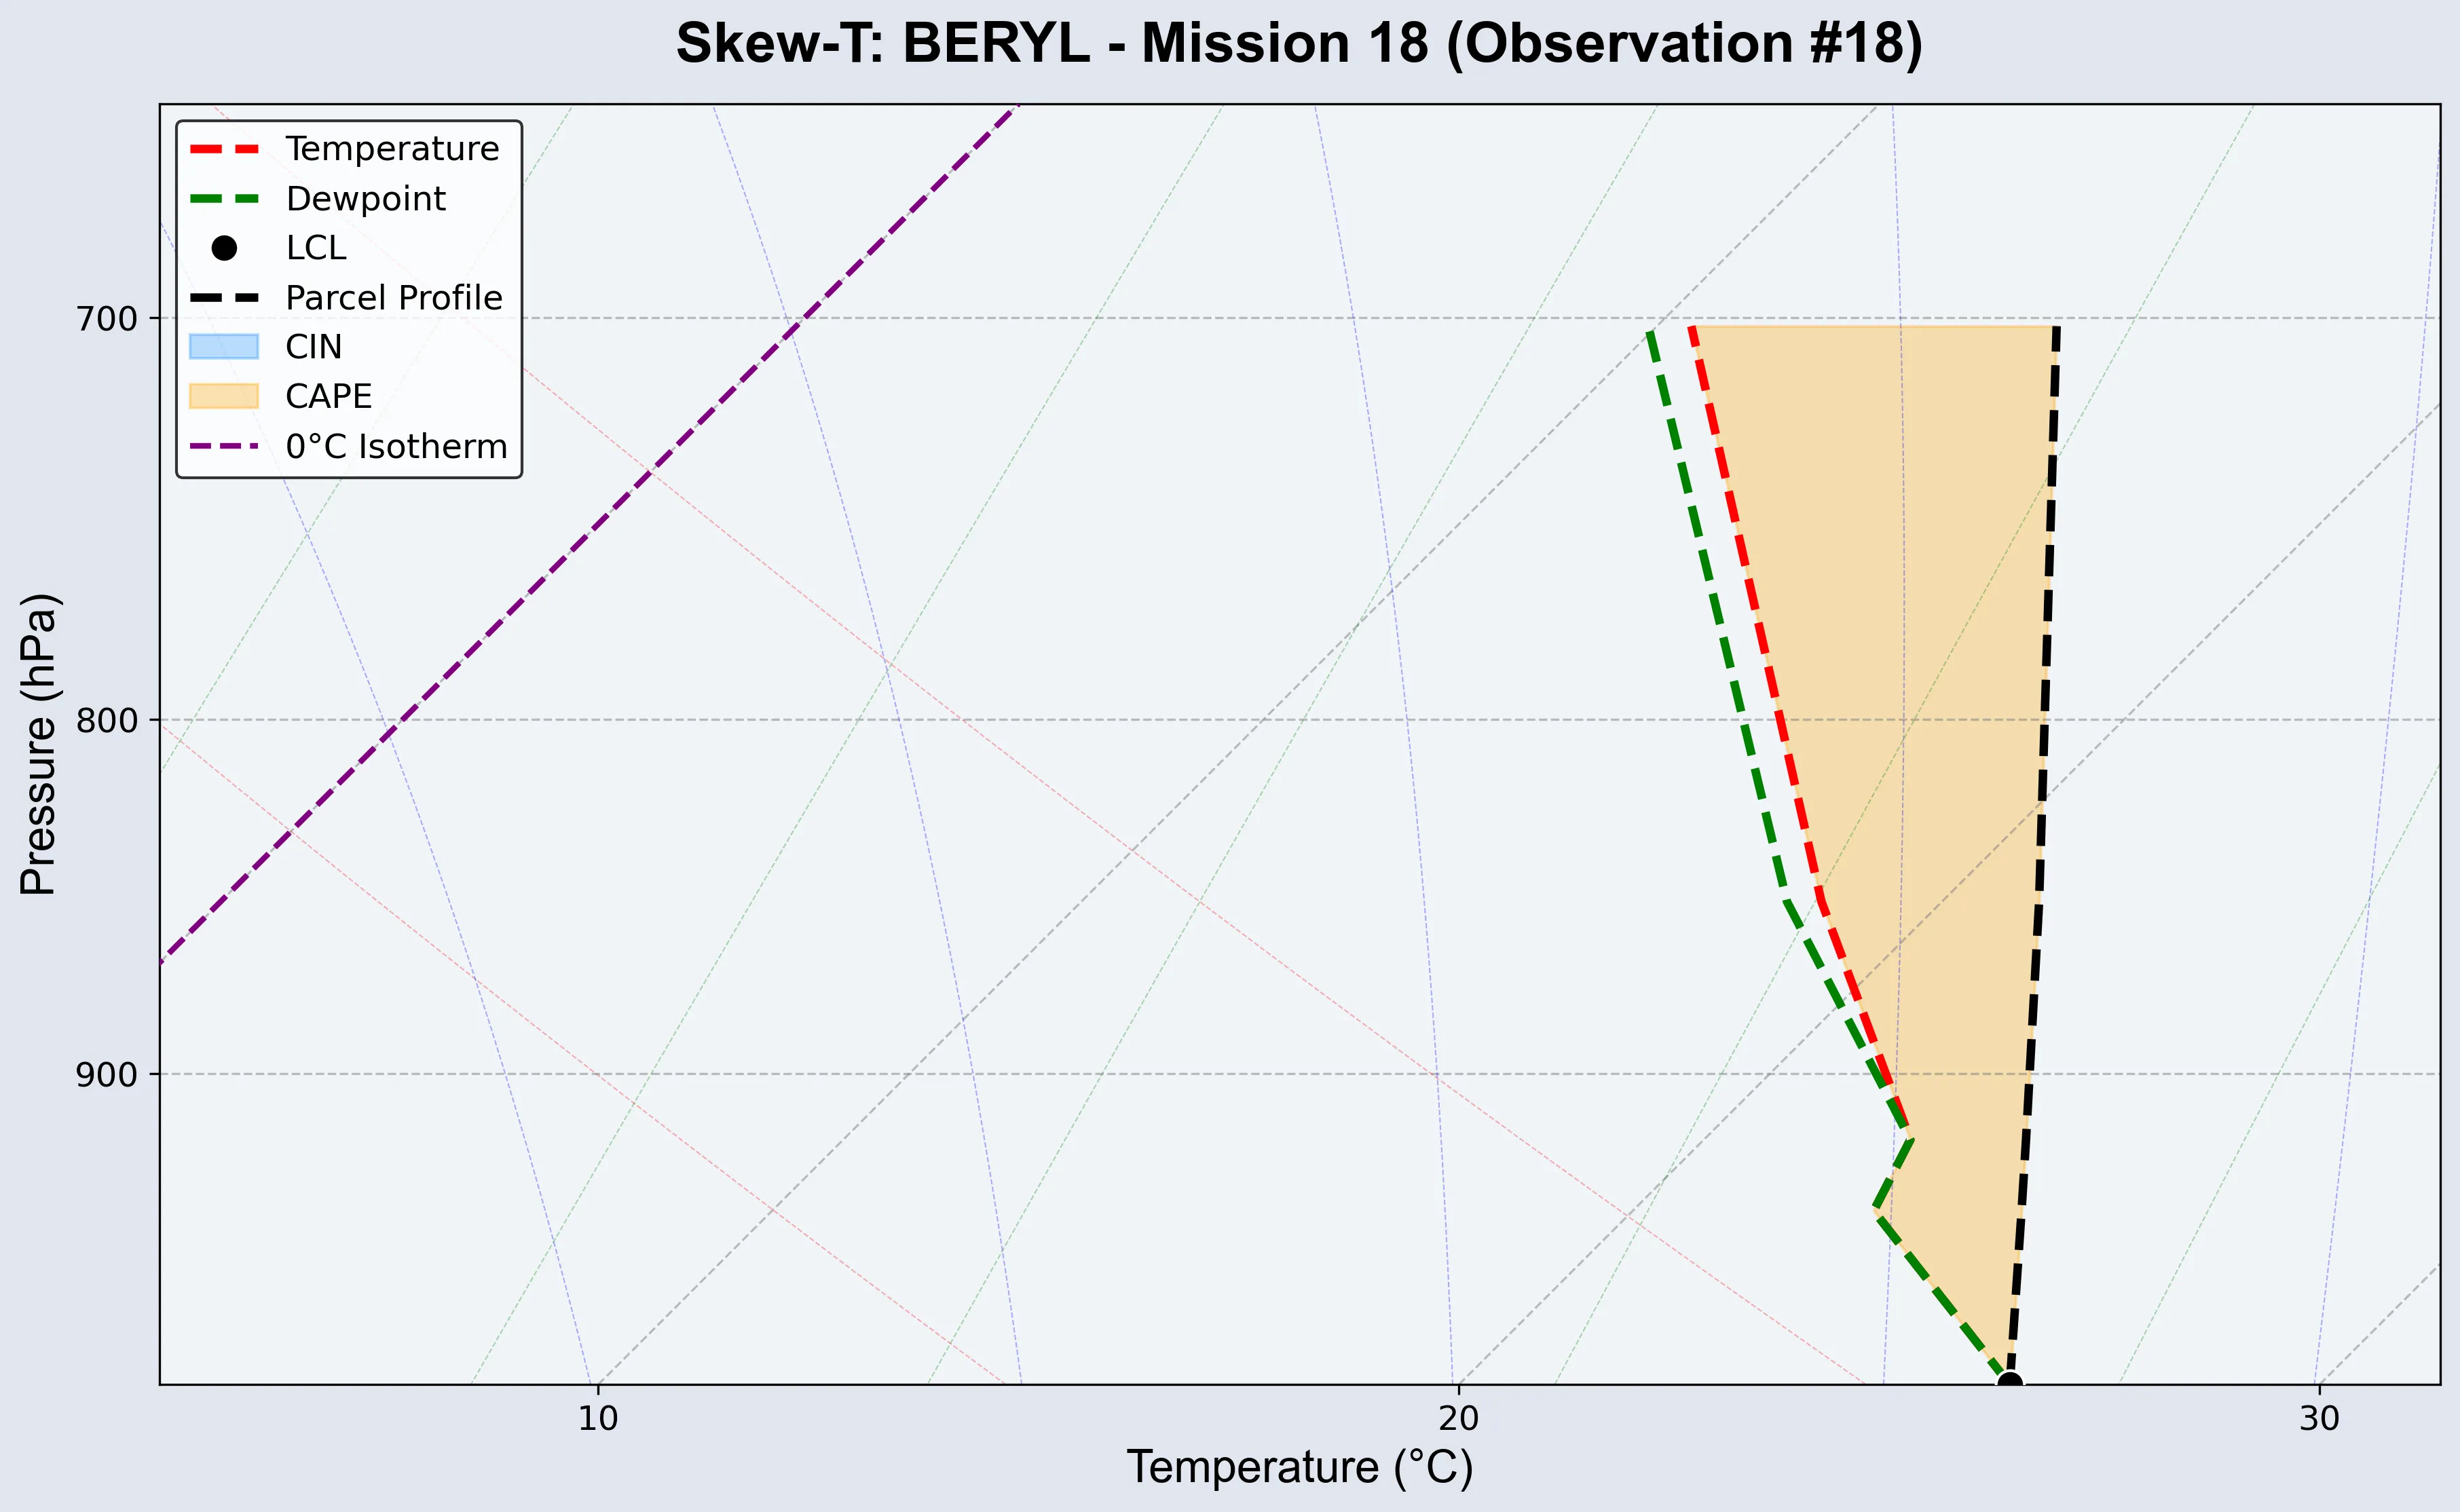 Skew-T: BERYL - Mission 18 (Observation #18)
Temperature
Dewpoint
LCL
Parcel Profile
CIN
CAPE
0°C Isotherm
700
800
900
Pressure (hPa)
10
20
30
Temperature (°C)